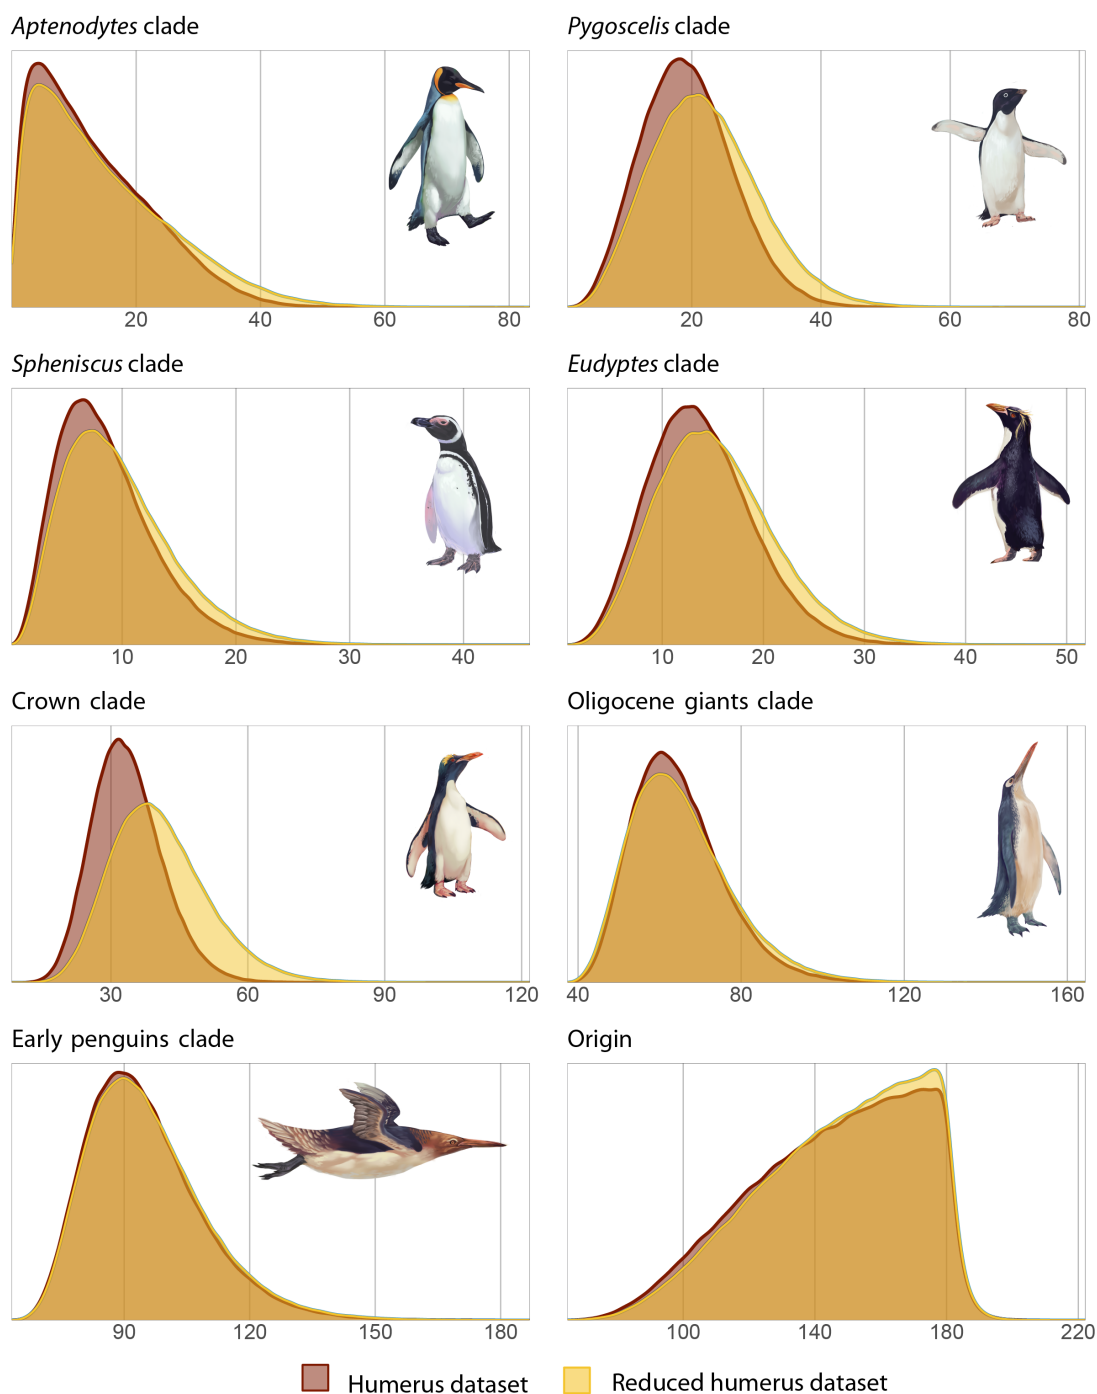 Aptenodytes clade
Pygoscelis clade
20 40 60 80
20 40 60 80
Spheniscus clade
Eudyptes clade
10 20 30 40
10 20 30 40 50
Crown clade
Oligocene giants clade
30 60 90 120
40 80 120 160
Early penguins clade
Origin
90 120 150 180
100 140 180 220
Humerus dataset
Reduced humerus dataset